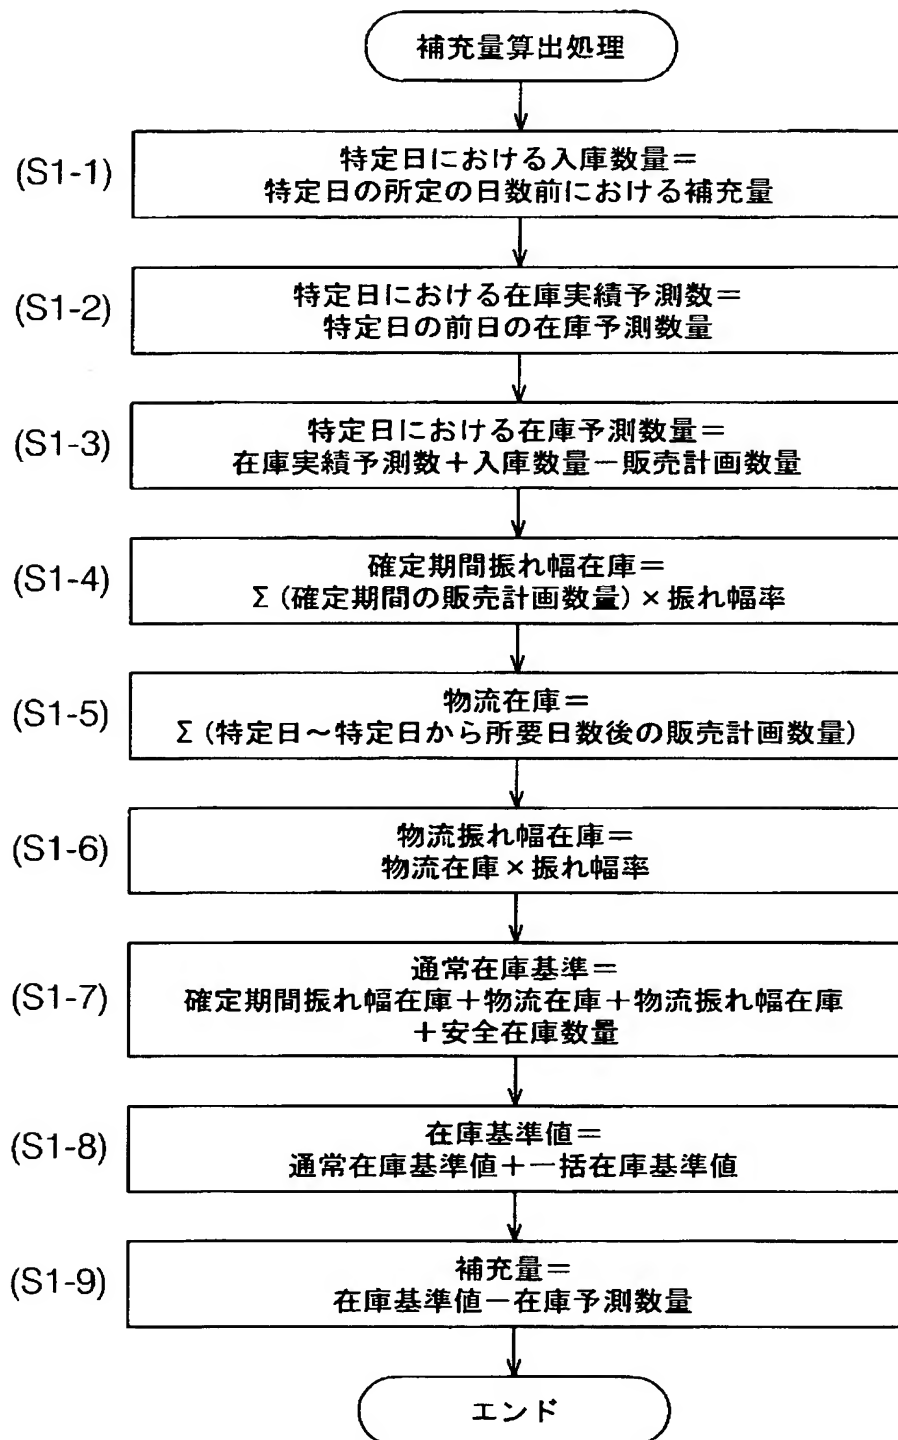 補充量算出処理
(S1-1)
特定日における入庫数量＝
特定日の所定の日数前における補充量
(S1-2)
特定日における在庫実績予測数＝
特定日の前日の在庫予測数量
(S1-3)
特定日における在庫予測数量＝
在庫実績予測数＋入庫数量－販売計画数量
(S1-4)
確定期間振れ幅在庫＝
Σ（確定期間の販売計画数量）×振れ幅率
(S1-5)
物流在庫＝
Σ（特定日～特定日から所要日数後の販売計画数量）
(S1-6)
物流振れ幅在庫＝
物流在庫×振れ幅率
(S1-7)
通常在庫基準＝
確定期間振れ幅在庫＋物流在庫＋物流振れ幅在庫
＋安全在庫数量
(S1-8)
在庫基準値＝
通常在庫基準値＋一括在庫基準値
(S1-9)
補充量＝
在庫基準値－在庫予測数量
エンド